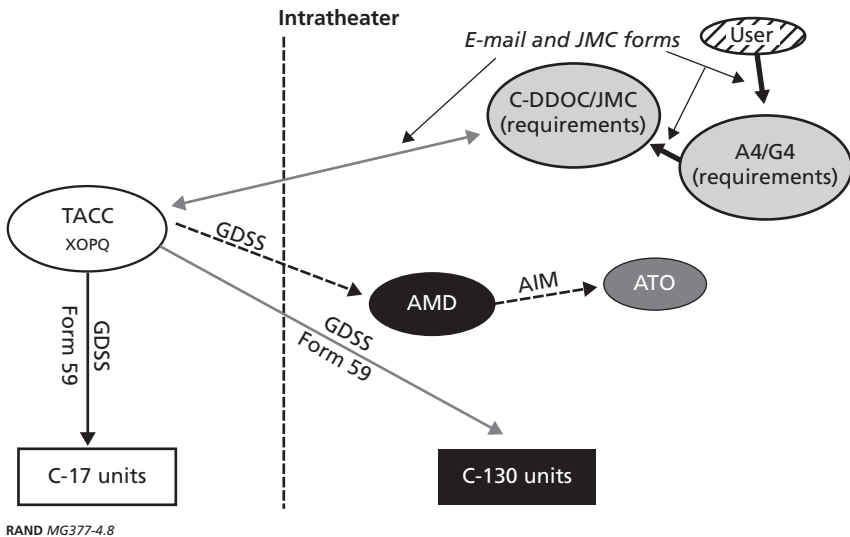 Intratheater
E-mail and JMC forms
User
C-DDOC/JMC
(requirements)
A4/G4
(requirements)
TACC
XOPQ
GDSS
AMD
AIM
ATO
GDSS
Form 59
GDSS
Form 59
C-17 units
C-130 units
RAND MG377-4.8